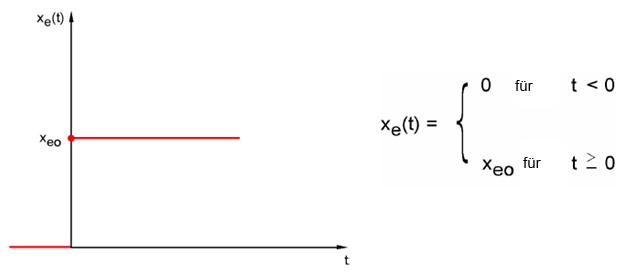 xₑ(t)
xₑₒ
t
0 für t < 0
xₑ(t) =
xₑₒ für t ≥ 0